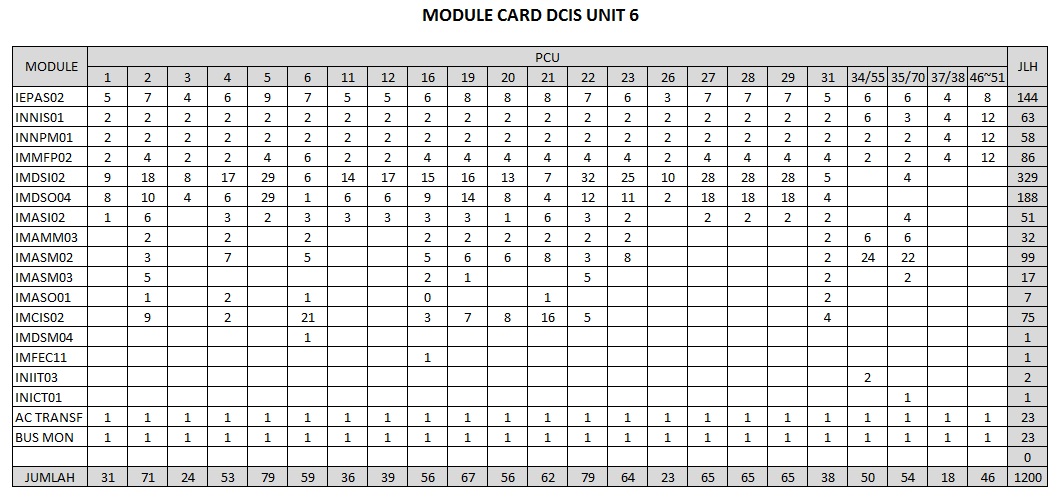 MODULE CARD DCIS UNIT 6
MODULE PCU JLH
1 2 3 4 5 6 11 12 16 19 20 21 22 23 26 27 28 29 31 34/55 35/70 37/38 46~51
IEPAS02 5 7 4 6 9 7 5 5 6 8 8 8 7 6 3 7 7 7 5 6 6 4 8 144
INNIS01 2 2 2 2 2 2 2 2 2 2 2 2 2 2 2 2 2 2 2 6 3 4 12 63
INNPM01 2 2 2 2 2 2 2 2 2 2 2 2 2 2 2 2 2 2 2 2 2 4 12 58
IMMFP02 2 4 2 2 4 6 2 2 4 4 4 4 4 4 2 4 4 4 4 2 2 4 12 86
IMDSI02 9 18 8 17 29 6 14 17 15 16 13 7 32 25 10 28 28 28 5 4 329
IMDSO04 8 10 4 6 29 1 6 6 9 14 8 4 12 11 2 18 18 18 4 188
IMASI02 1 6 3 2 3 3 3 3 3 1 6 3 2 2 2 2 2 4 51
IMAMM03 2 2 2 2 2 2 2 2 2 2 6 6 32
IMASM02 3 7 5 5 6 6 8 3 8 2 24 22 99
IMASM03 5 2 1 5 2 2 17
IMASO01 1 2 1 0 1 2 7
IMCIS02 9 2 21 3 7 8 16 5 4 75
IMDSM04 1 1
IMFEC11 1 1
INIIT03 2 2
INICT01 1 1
AC TRANSF 1 1 1 1 1 1 1 1 1 1 1 1 1 1 1 1 1 1 1 1 1 1 1 23
BUS MON 1 1 1 1 1 1 1 1 1 1 1 1 1 1 1 1 1 1 1 1 1 1 1 23
0
JUMLAH 31 71 24 53 79 59 36 39 56 67 56 62 79 64 23 65 65 65 38 50 54 18 46 1200